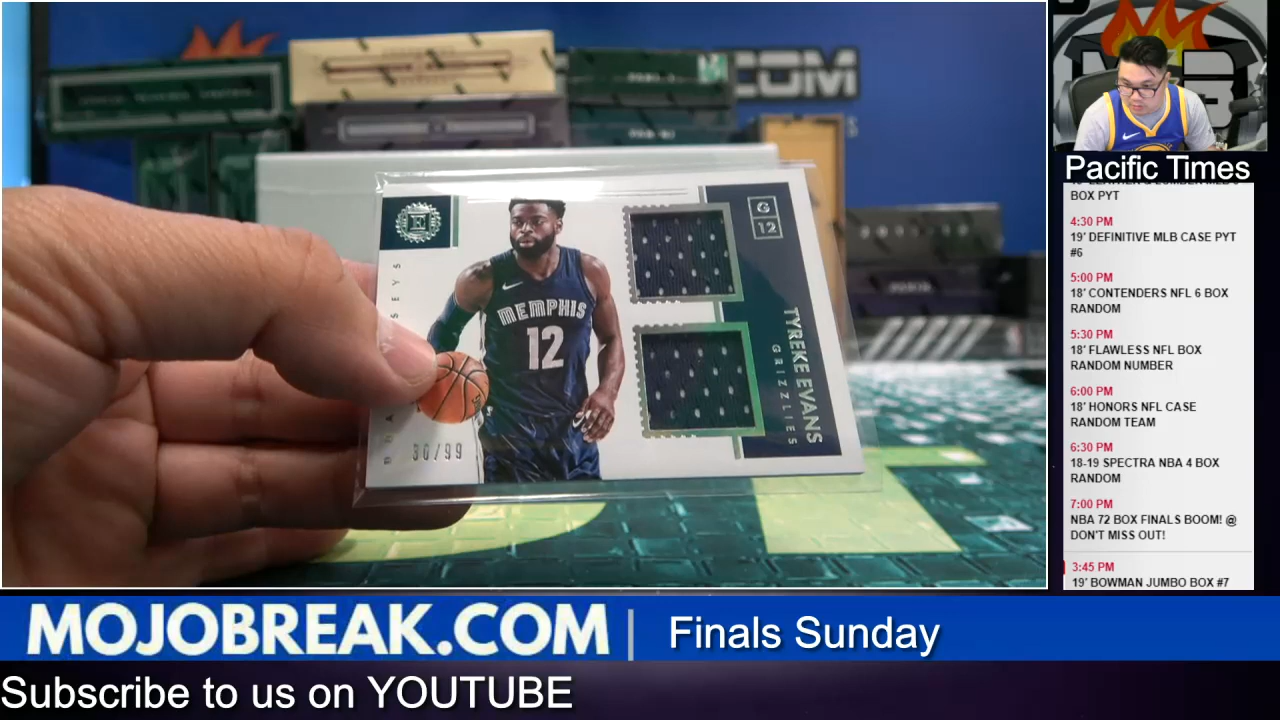 COM
E
G
12
MEMPHIS
12
TYREKE EVANS
GRIZZLIES
30/99
Pacific Times
BOX PYT
4:30 PM
19' DEFINITIVE MLB CASE PYT
#6
5:00 PM
18' CONTENDERS NFL 6 BOX
RANDOM
5:30 PM
18' FLAWLESS NFL BOX
RANDOM NUMBER
6:00 PM
18' HONORS NFL CASE
RANDOM TEAM
6:30 PM
18-19 SPECTRA NBA 4 BOX
RANDOM
7:00 PM
NBA 72 BOX FINALS BOOM! @
DON'T MISS OUT!
3:45 PM
19' BOWMAN JUMBO BOX #7
MOJOBREAK.COM | Finals Sunday
Subscribe to us on YOUTUBE